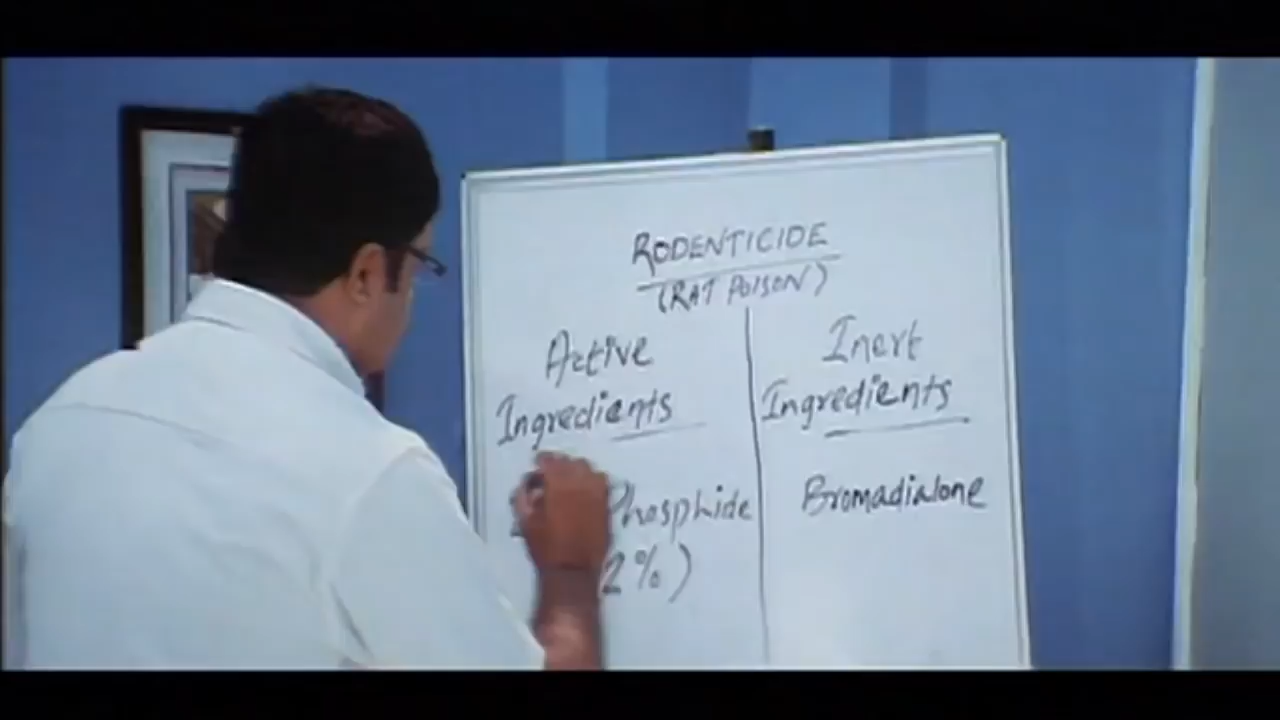 RODENTICIDE
(RAT POISON)
Active
Ingredients
Phosphide
2%)
Inert
Ingredients
Bromadialone